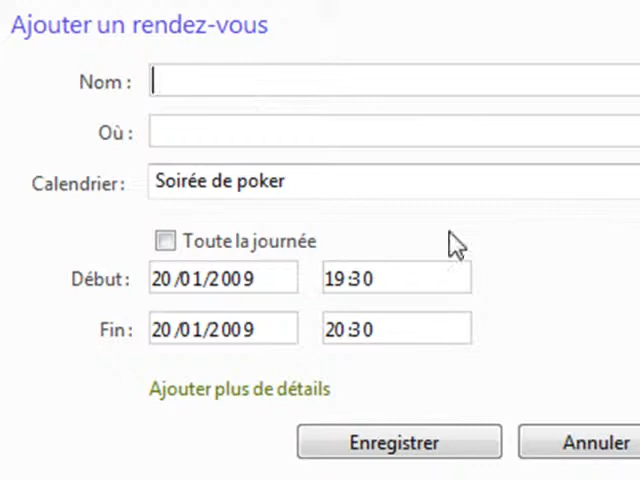 Ajouter un rendez-vous
Nom :
Où :
Calendrier : Soirée de poker
Toute la journée
Début : 20/01/2009 19:30
Fin : 20/01/2009 20:30
Ajouter plus de détails
Enregistrer Annuler